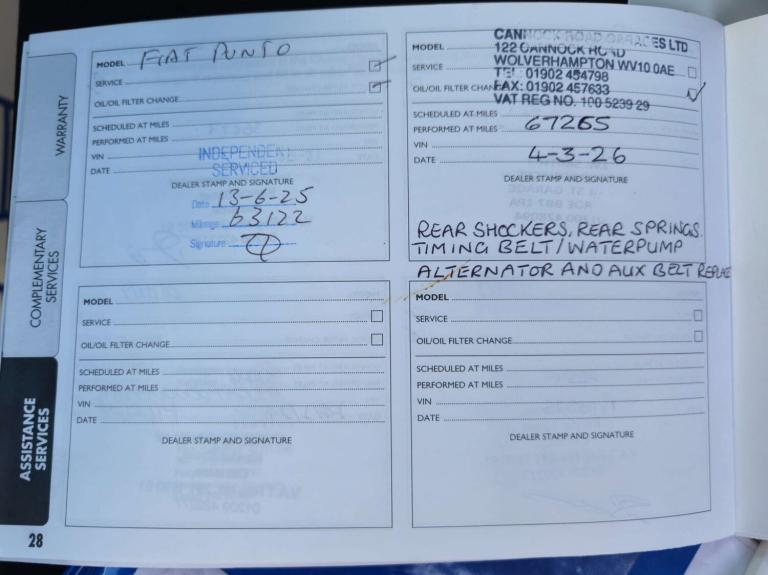 WARRANTY
COMPLEMENTARY
SERVICES
ASSISTANCE
SERVICES
28
MODEL FIAT PUNTO
SERVICE
OIL/OIL FILTER CHANGE
SCHEDULED AT MILES
PERFORMED AT MILES
VIN
DATE
INDEPENDENT
SERVICED
DEALER STAMP AND SIGNATURE
Date 13-6-25
Mileage 63122
Signature
CANNOCK ROAD GARAGES LTD
MODEL 122 CANNOCK ROAD
SERVICE WOLVERHAMPTON WV10 0AE
TEL: 01902 454798
OIL/OIL FILTER CHANGE FAX: 01902 457633
VAT REG NO. 100 5239 29
SCHEDULED AT MILES
PERFORMED AT MILES 67265
VIN
DATE 4-3-26
DEALER STAMP AND SIGNATURE
REAR SHOCKERS, REAR SPRINGS.
TIMING BELT/WATERPUMP
ALTERNATOR AND AUX BELT REPLACE
MODEL
SERVICE
OIL/OIL FILTER CHANGE
SCHEDULED AT MILES
PERFORMED AT MILES
VIN
DATE
DEALER STAMP AND SIGNATURE
MODEL
SERVICE
OIL/OIL FILTER CHANGE
SCHEDULED AT MILES
PERFORMED AT MILES
VIN
DATE
DEALER STAMP AND SIGNATURE